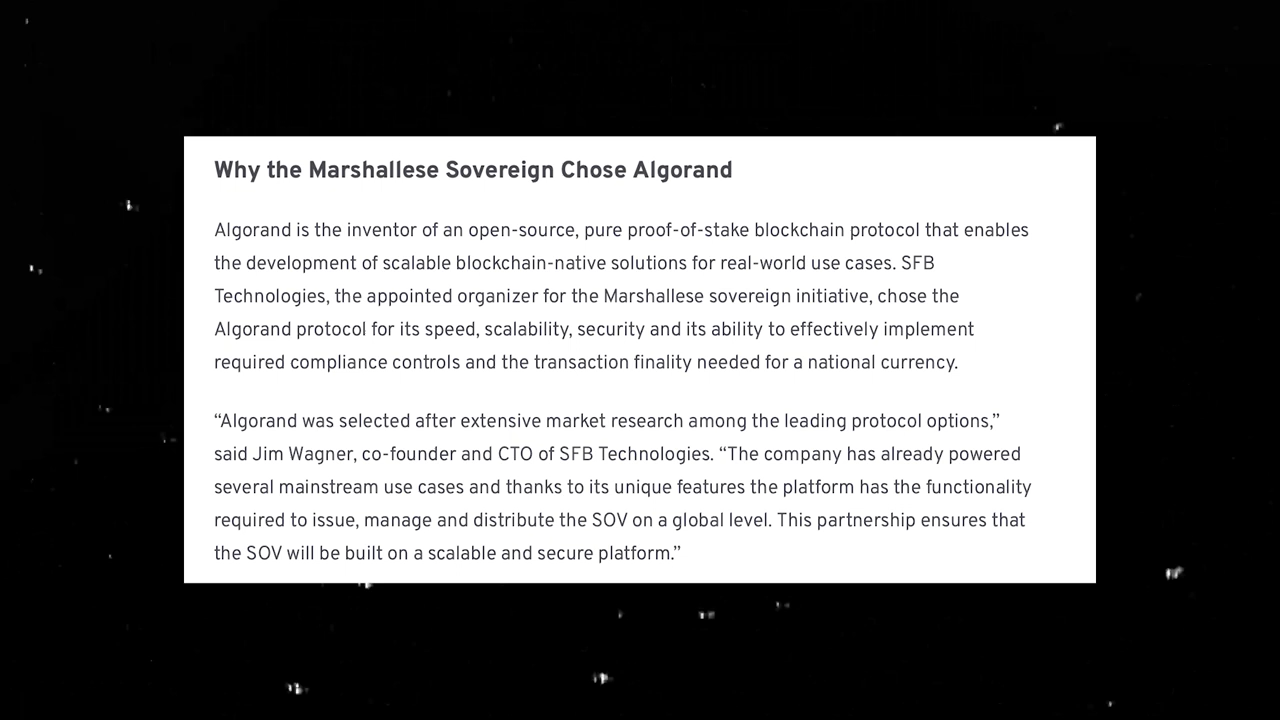 Why the Marshallese Sovereign Chose Algorand
Algorand is the inventor of an open-source, pure proof-of-stake blockchain protocol that enables
the development of scalable blockchain-native solutions for real-world use cases. SFB
Technologies, the appointed organizer for the Marshallese sovereign initiative, chose the
Algorand protocol for its speed, scalability, security and its ability to effectively implement
required compliance controls and the transaction finality needed for a national currency.
“Algorand was selected after extensive market research among the leading protocol options,”
said Jim Wagner, co-founder and CTO of SFB Technologies. “The company has already powered
several mainstream use cases and thanks to its unique features the platform has the functionality
required to issue, manage and distribute the SOV on a global level. This partnership ensures that
the SOV will be built on a scalable and secure platform.”